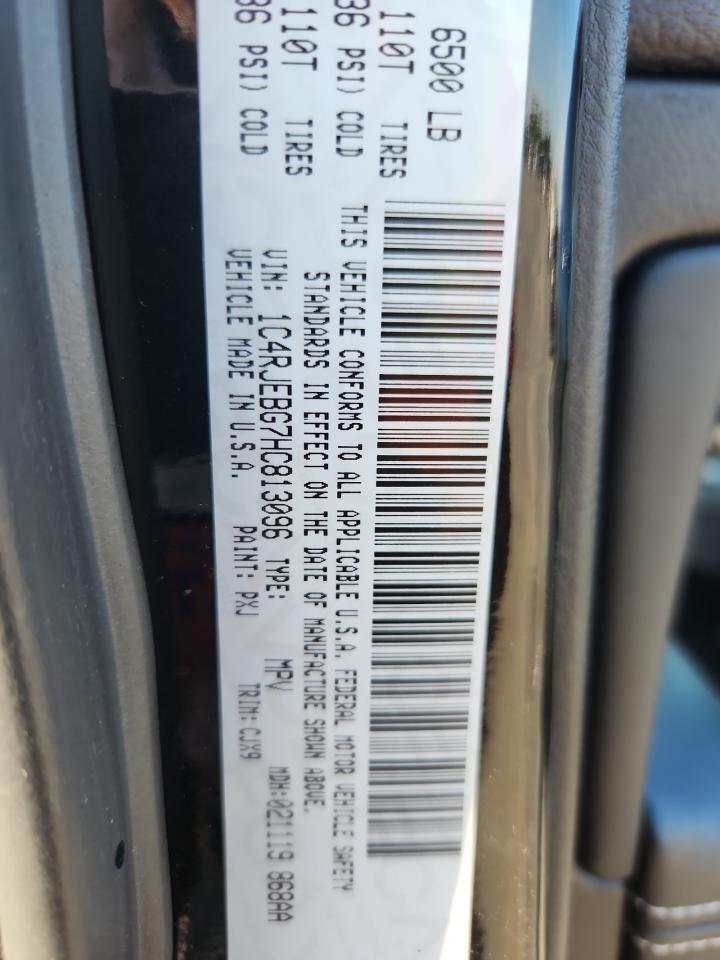 6500 LB
110T TIRES
36 PSI) COLD
110T TIRES
36 PSI) COLD
THIS VEHICLE CONFORMS TO ALL APPLICABLE U.S.A. FEDERAL MOTOR VEHICLE SAFETY
STANDARDS IN EFFECT ON THE DATE OF MANUFACTURE SHOWN ABOVE.
VIN: 1C4RJEBG7HC813096 TYPE: MPV MDH:021119 868AA
VEHICLE MADE IN U.S.A. PAINT: PXJ TRIM: CJX9